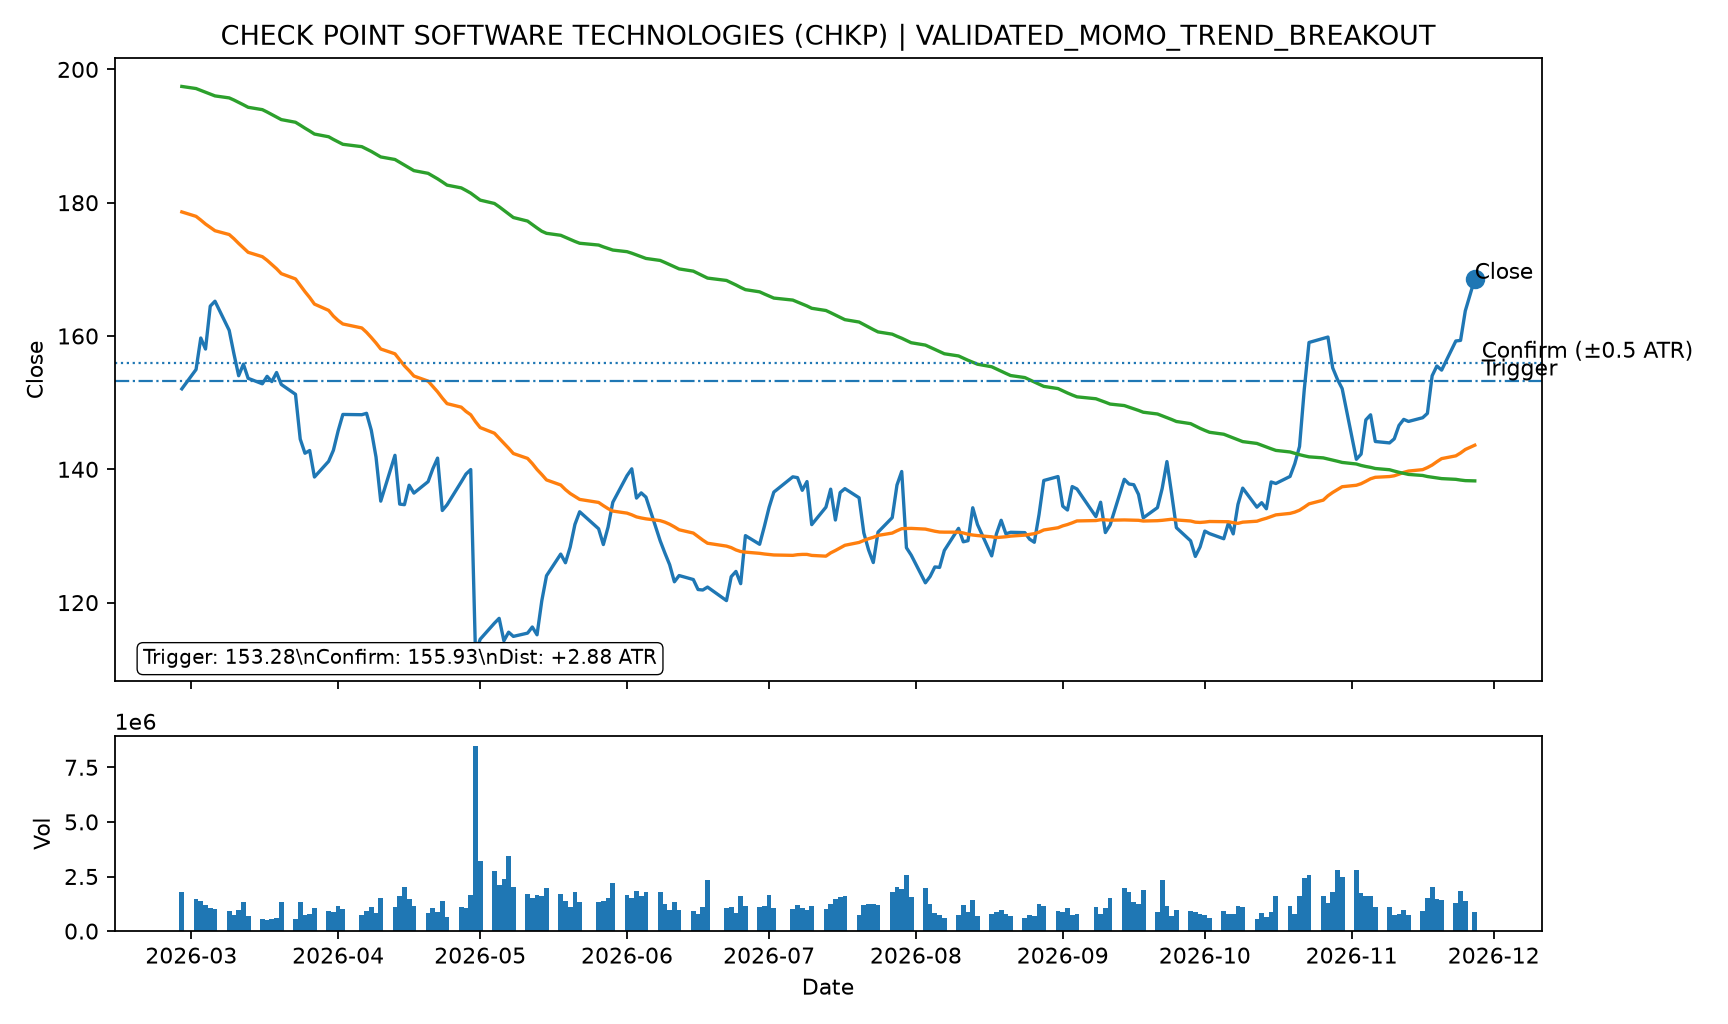 CHECK POINT SOFTWARE TECHNOLOGIES (CHKP) | VALIDATED_MOMO_TREND_BREAKOUT
200
180
160
140
120
Close
Close
Confirm (±0.5 ATR)
Trigger
Trigger: 153.28\nConfirm: 155.93\nDist: +2.88 ATR
1e6
7.5
5.0
2.5
0.0
Vol
2026-03 2026-04 2026-05 2026-06 2026-07 2026-08 2026-09 2026-10 2026-11 2026-12
Date